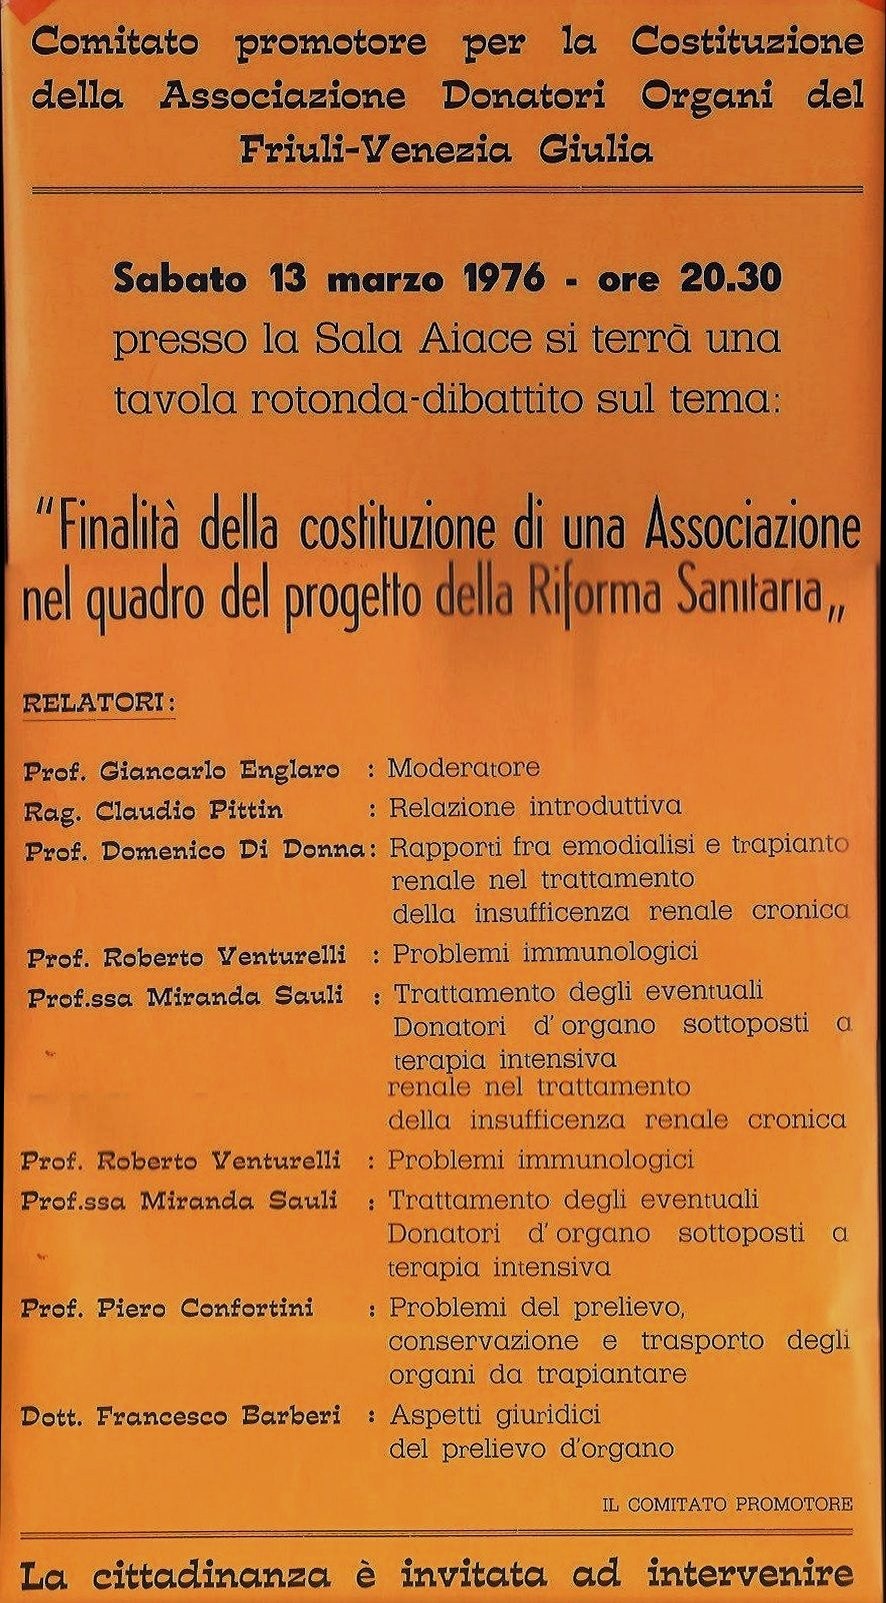 Comitato promotore per la Costituzione
della Associazione Donatori Organi del
Friuli-Venezia Giulia
Sabato 13 marzo 1976 - ore 20.30
presso la Sala Aiace si terrà una
tavola rotonda-dibattito sul tema:
"Finalità della costituzione di una Associazione
nel quadro del progetto della Riforma Sanitaria„
RELATORI:
Prof. Giancarlo Englaro : Moderatore
Rag. Claudio Pittin : Relazione introduttiva
Prof. Domenico Di Donna: Rapporti fra emodialisi e trapianto
renale nel trattamento
della insufficenza renale cronica
Prof. Roberto Venturelli : Problemi immunologici
Prof.ssa Miranda Sauli : Trattamento degli eventuali
Donatori d'organo sottoposti a
terapia intensiva
renale nel trattamento
della insufficenza renale cronica
Prof. Roberto Venturelli : Problemi immunologici
Prof.ssa Miranda Sauli : Trattamento degli eventuali
Donatori d'organo sottoposti a
terapia intensiva
Prof. Piero Confortini : Problemi del prelievo,
conservazione e trasporto degli
organi da trapiantare
Dott. Francesco Barberi : Aspetti giuridici
del prelievo d'organo
IL COMITATO PROMOTORE
La cittadinanza è invitata ad intervenire